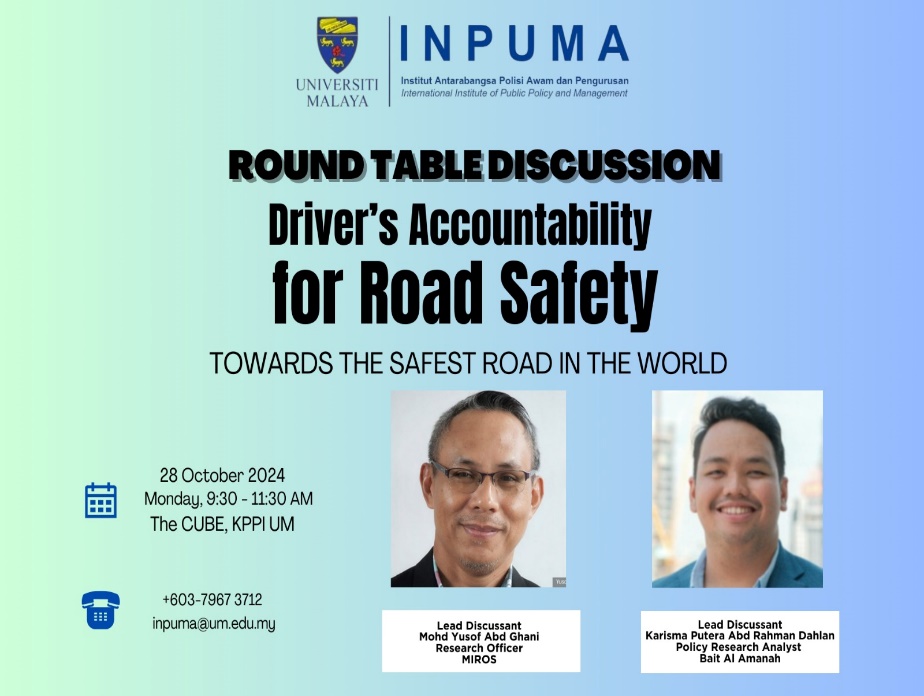 UNIVERSITI
MALAYA
INPUMA
Institut Antarabangsa Polisi Awam dan Pengurusan
International Institute of Public Policy and Management
ROUND TABLE DISCUSSION
Driver's Accountability
for Road Safety
TOWARDS THE SAFEST ROAD IN THE WORLD
28 October 2024
Monday, 9:30 - 11:30 AM
The CUBE, KPPI UM
+603-7967 3712
inpuma@um.edu.my
Lead Discussant
Mohd Yusof Abd Ghani
Research Officer
MIROS
Lead Discussant
Karisma Putera Abd Rahman Dahlan
Policy Research Analyst
Bait Al Amanah